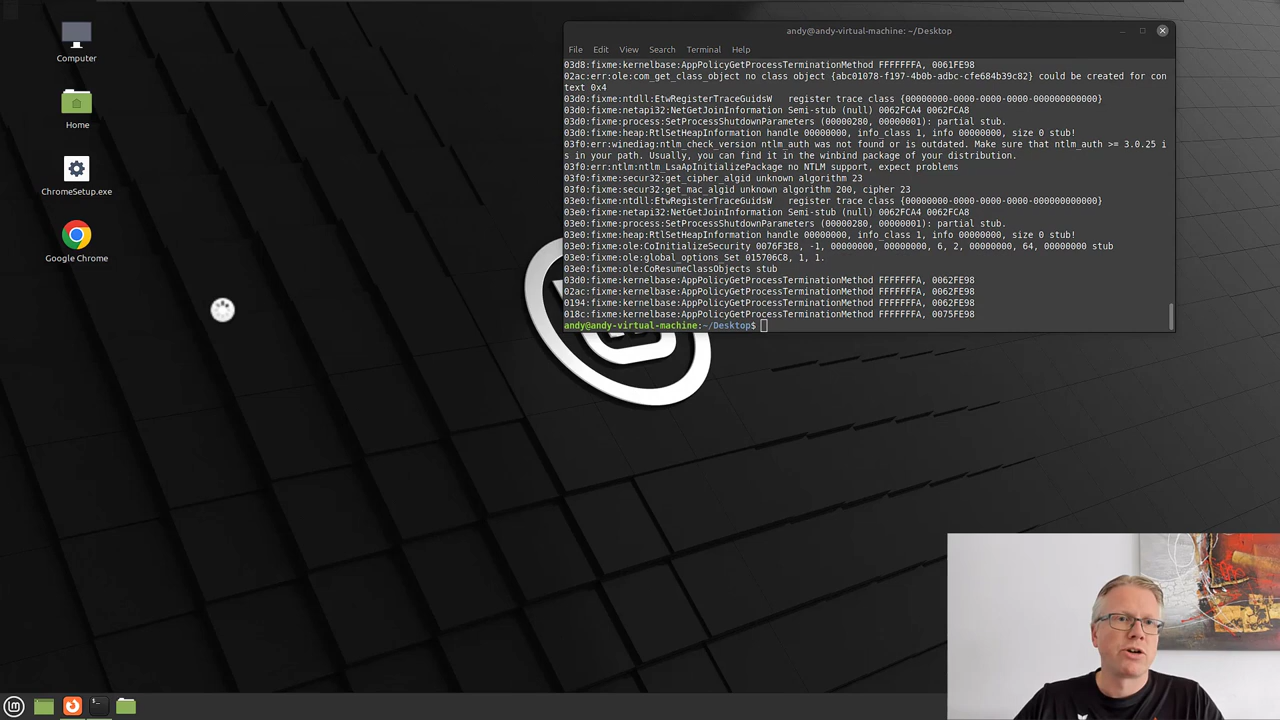 Computer
Home
ChromeSetup.exe
Google Chrome
andy@andy-virtual-machine: ~/Desktop
File Edit View Search Terminal Help
03d8:fixme:kernelbase:AppPolicyGetProcessTerminationMethod FFFFFFFA, 0061FE98
02ac:err:ole:com_get_class_object no class object {abc01078-f197-4b0b-adbc-cfe684b39c82} could be created for con
text 0x4
03d0:fixme:ntdll:EtwRegisterTraceGuidsW   register trace class {00000000-0000-0000-0000-000000000000}
03d0:fixme:netapi32:NetGetJoinInformation Semi-stub (null) 0062FCA4 0062FCA8
03d0:fixme:process:SetProcessShutdownParameters (00000280, 00000001): partial stub.
03d0:fixme:heap:RtlSetHeapInformation handle 00000000, info_class 1, info 00000000, size 0 stub!
03f0:err:winediag:ntlm_check_version ntlm_auth was not found or is outdated. Make sure that ntlm_auth >= 3.0.25 i
s in your path. Usually, you can find it in the winbind package of your distribution.
03f0:err:ntlm:ntlm_LsaApInitializePackage no NTLM support, expect problems
03f0:fixme:secur32:get_cipher_algid unknown algorithm 23
03f0:fixme:secur32:get_mac_algid unknown algorithm 200, cipher 23
03e0:fixme:ntdll:EtwRegisterTraceGuidsW   register trace class {00000000-0000-0000-0000-000000000000}
03e0:fixme:netapi32:NetGetJoinInformation Semi-stub (null) 0062FCA4 0062FCA8
03e0:fixme:process:SetProcessShutdownParameters (00000280, 00000001): partial stub.
03e0:fixme:heap:RtlSetHeapInformation handle 00000000, info_class 1, info 00000000, size 0 stub!
03e0:fixme:ole:CoInitializeSecurity 0076F3E8, -1, 00000000, 00000000, 6, 2, 00000000, 64, 00000000 stub
03e0:fixme:ole:global_options_Set 015706C8, 1, 1.
03e0:fixme:ole:CoResumeClassObjects stub
03d0:fixme:kernelbase:AppPolicyGetProcessTerminationMethod FFFFFFFA, 0062FE98
02ac:fixme:kernelbase:AppPolicyGetProcessTerminationMethod FFFFFFFA, 0062FE98
0194:fixme:kernelbase:AppPolicyGetProcessTerminationMethod FFFFFFFA, 0062FE98
018c:fixme:kernelbase:AppPolicyGetProcessTerminationMethod FFFFFFFA, 0075FE98
andy@andy-virtual-machine:~/Desktop$